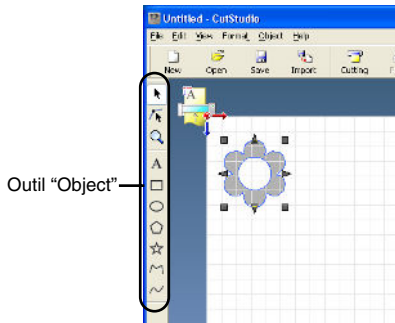 Untitled - CutStudio
File Edit View Format Object Help
New Open Save Import Cutting
A
A
Outil “Object”